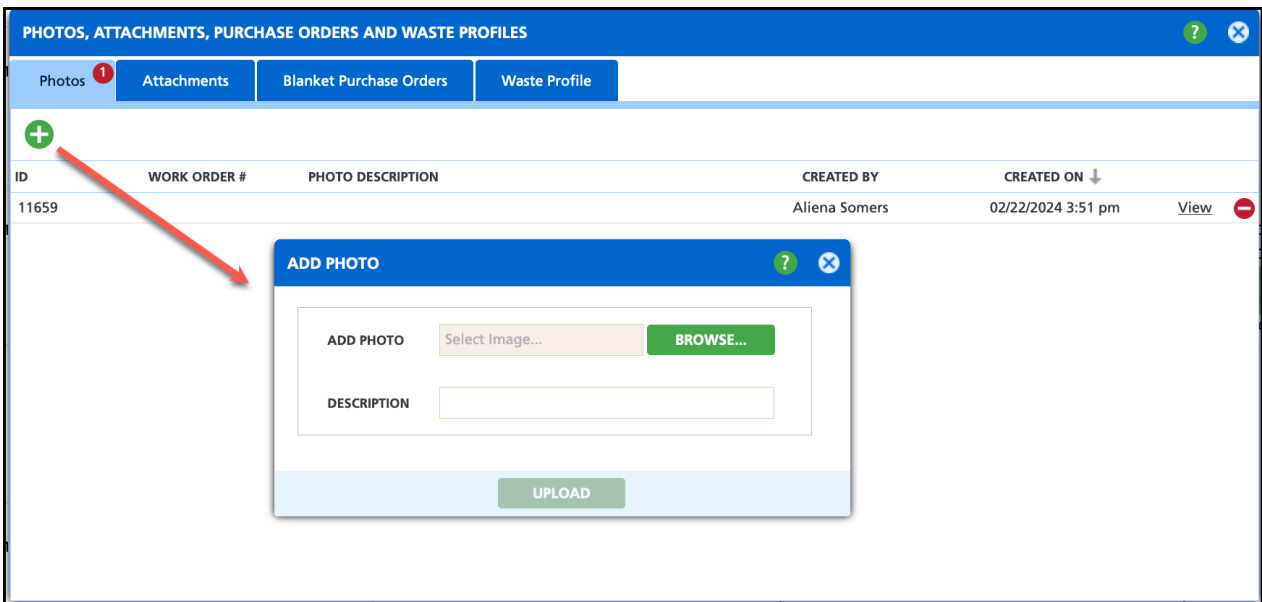 PHOTOS, ATTACHMENTS, PURCHASE ORDERS AND WASTE PROFILES ?
Photos 1 Attachments Blanket Purchase Orders Waste Profile
ID WORK ORDER # PHOTO DESCRIPTION CREATED BY CREATED ON
11659 Aliena Somers 02/22/2024 3:51 pm View
ADD PHOTO ?
ADD PHOTO Select Image... BROWSE...
DESCRIPTION
UPLOAD